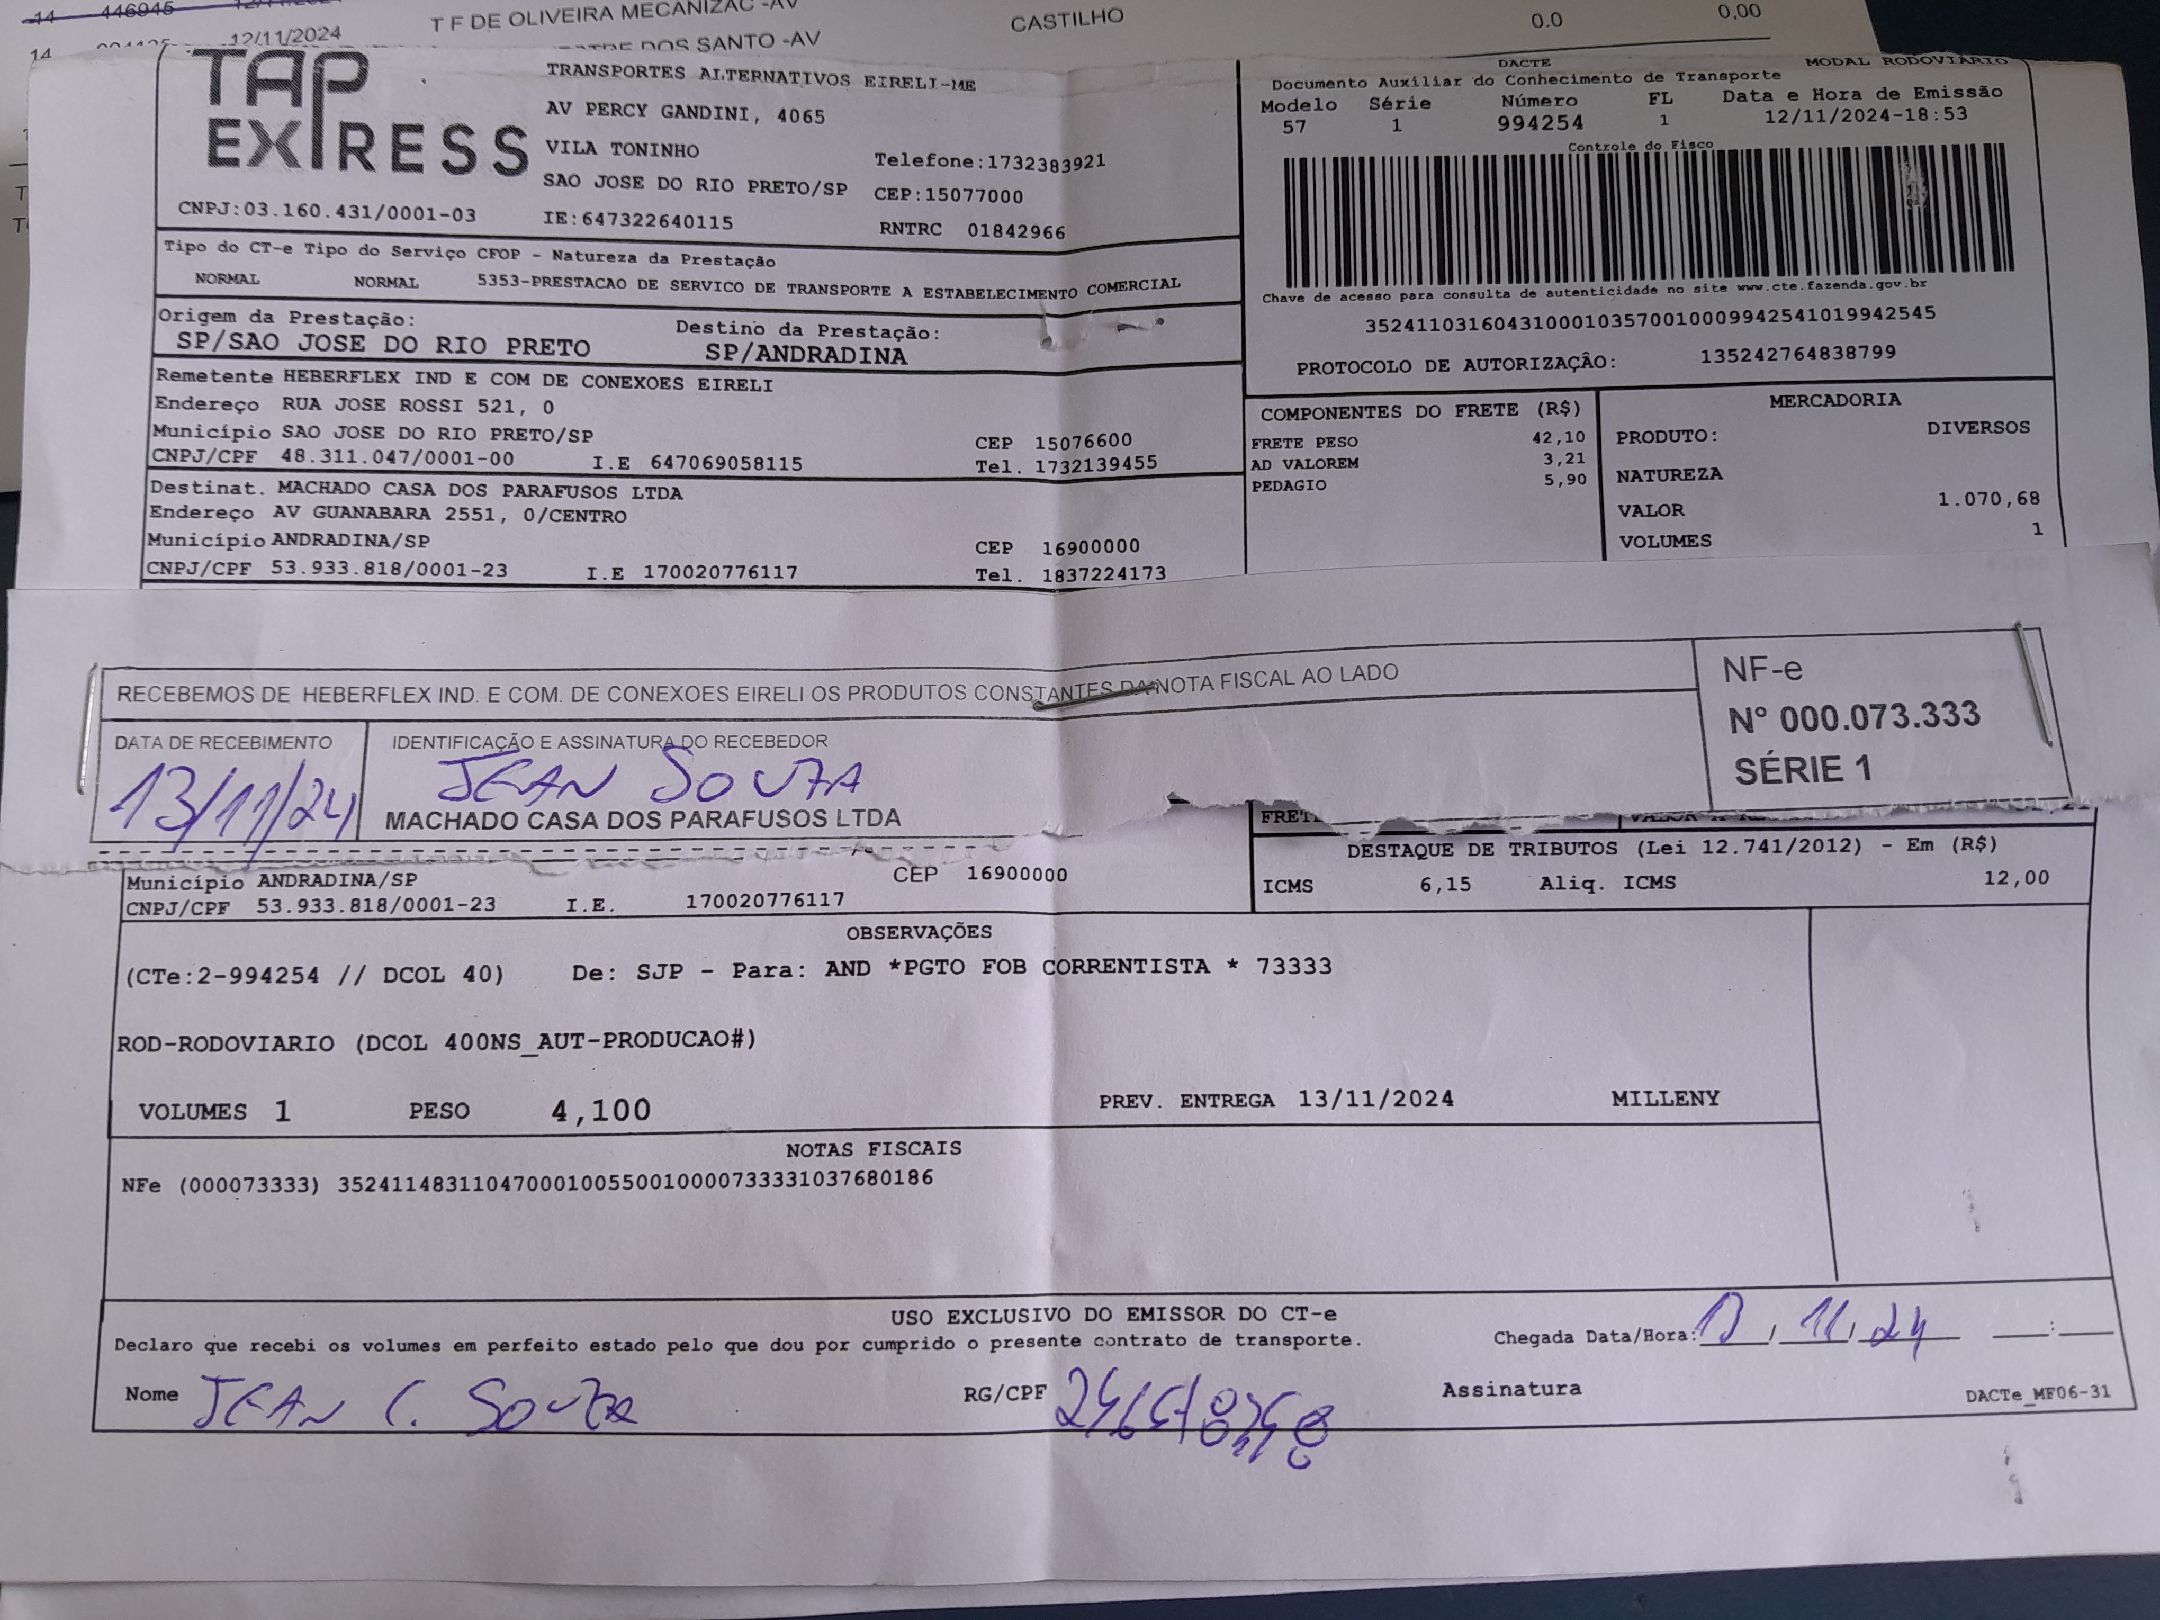 14 446945
14 12/11/2024 T F DE OLIVEIRA MECANIZAC -AV CASTILHO 0.0 0,00
DOS SANTO -AV
TAP EXPRESS
TRANSPORTES ALTERNATIVOS EIRELI-ME
AV PERCY GANDINI, 4065
VILA TONINHO Telefone:1732383921
SAO JOSE DO RIO PRETO/SP CEP:15077000
CNPJ:03.160.431/0001-03 IE:647322640115 RNTRC 01842966
DACTE MODAL RODOVIÁRIO
Documento Auxiliar do Conhecimento de Transporte
Modelo Série Número FL Data e Hora de Emissão
57 1 994254 1 12/11/2024-18:53
Controle do Fisco
Chave de acesso para consulta de autenticidade no site www.cte.fazenda.gov.br
35241103160431000103570010009942541019942545
PROTOCOLO DE AUTORIZAÇÃO: 135242764838799
Tipo do CT-e Tipo do Serviço CFOP - Natureza da Prestação
NORMAL NORMAL 5353-PRESTACAO DE SERVICO DE TRANSPORTE A ESTABELECIMENTO COMERCIAL
Origem da Prestação: Destino da Prestação:
SP/SAO JOSE DO RIO PRETO SP/ANDRADINA
Remetente HEBERFLEX IND E COM DE CONEXOES EIRELI
Endereço RUA JOSE ROSSI 521, 0
Município SAO JOSE DO RIO PRETO/SP CEP 15076600
CNPJ/CPF 48.311.047/0001-00 I.E 647069058115 Tel. 1732139455
Destinat. MACHADO CASA DOS PARAFUSOS LTDA
Endereço AV GUANABARA 2551, 0/CENTRO
Município ANDRADINA/SP CEP 16900000
CNPJ/CPF 53.933.818/0001-23 I.E 170020776117 Tel. 1837224173
COMPONENTES DO FRETE (R$)
FRETE PESO 42,10
AD VALOREM 3,21
PEDAGIO 5,90
MERCADORIA
PRODUTO: DIVERSOS
NATUREZA
VALOR 1.070,68
VOLUMES 1
RECEBEMOS DE HEBERFLEX IND. E COM. DE CONEXOES EIRELI OS PRODUTOS CONSTANTES DA NOTA FISCAL AO LADO
DATA DE RECEBIMENTO IDENTIFICAÇÃO E ASSINATURA DO RECEBEDOR
13/11/24 JEAN SOUZA
MACHADO CASA DOS PARAFUSOS LTDA
NF-e
Nº 000.073.333
SÉRIE 1
DESTAQUE DE TRIBUTOS (Lei 12.741/2012) - Em (R$)
ICMS 6,15 Aliq. ICMS 12,00
Município ANDRADINA/SP CEP 16900000
CNPJ/CPF 53.933.818/0001-23 I.E. 170020776117
OBSERVAÇÕES
(CTe:2-994254 // DCOL 40) De: SJP - Para: AND *PGTO FOB CORRENTISTA * 73333
ROD-RODOVIARIO (DCOL 400NS_AUT-PRODUCAO#)
VOLUMES 1 PESO 4,100 PREV. ENTREGA 13/11/2024 MILLENY
NOTAS FISCAIS
NFe (000073333) 35241148311047000100550010000733331037680186
USO EXCLUSIVO DO EMISSOR DO CT-e
Declaro que recebi os volumes em perfeito estado pelo que dou por cumprido o presente contrato de transporte. Chegada Data/Hora: 13/11/24 :
Nome JEAN C. SOUZA RG/CPF Assinatura
DACTe_MF06-31